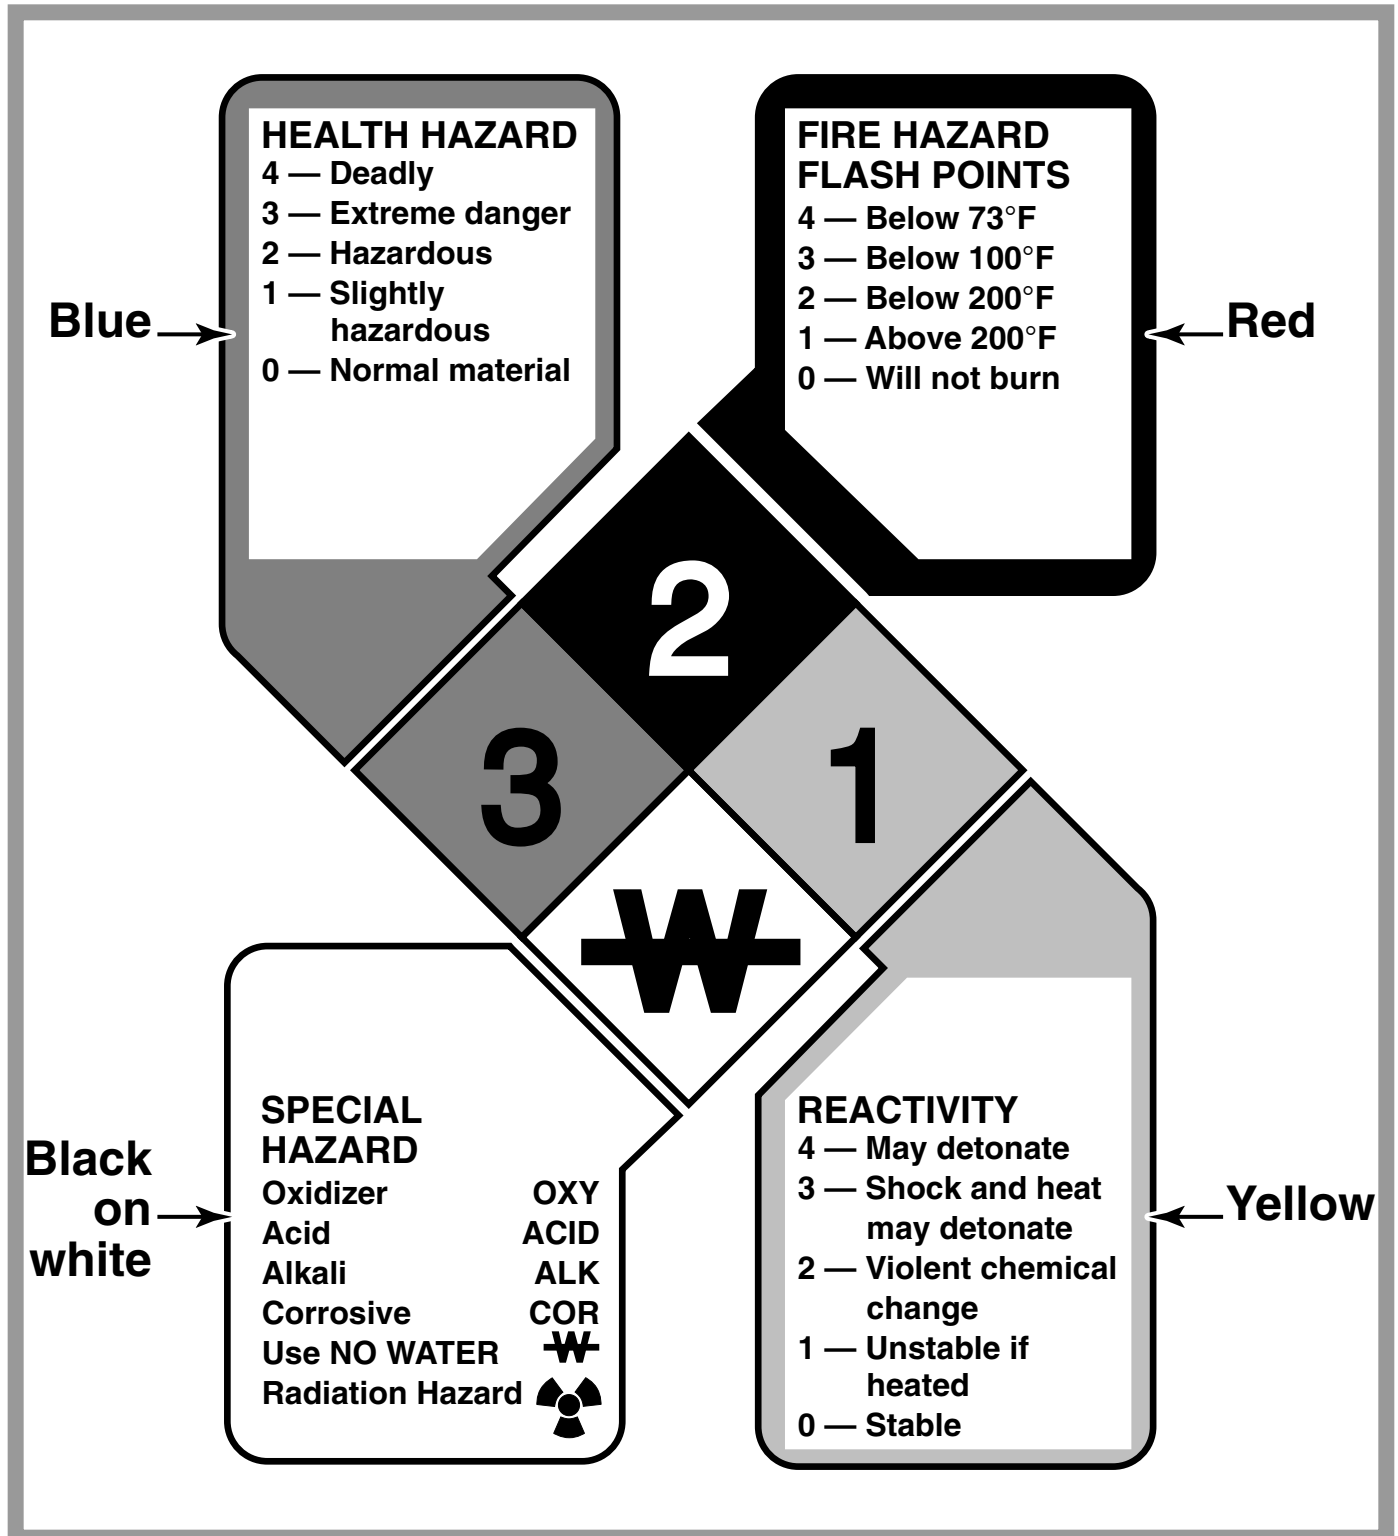 HEALTH HAZARD
4 — Deadly
3 — Extreme danger
2 — Hazardous
1 — Slightly
hazardous
0 — Normal material
FIRE HAZARD
FLASH POINTS
4 — Below 73°F
3 — Below 100°F
2 — Below 200°F
1 — Above 200°F
0 — Will not burn
Blue
Red
2
3
1
W
SPECIAL
HAZARD
Oxidizer OXY
Acid ACID
Alkali ALK
Corrosive COR
Use NO WATER W
Radiation Hazard
Black
on
white
REACTIVITY
4 — May detonate
3 — Shock and heat
may detonate
2 — Violent chemical
change
1 — Unstable if
heated
0 — Stable
Yellow